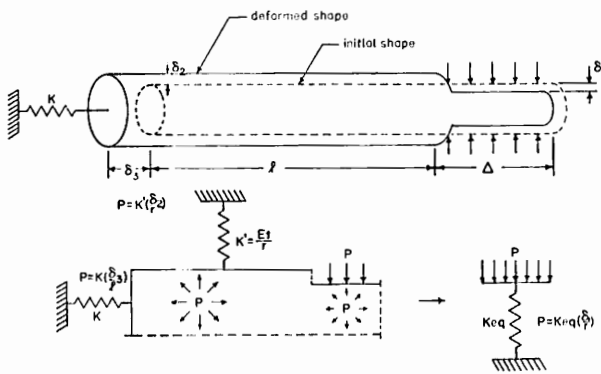 deformed shape
initial shape
δ2
δ
K
δ3
ℓ
Δ
P=K'(δ2/r)
K'=Et/r
P
P=K(δ3/ℓ)
K
P
P
P
Keq
P=Keq(δ/r)